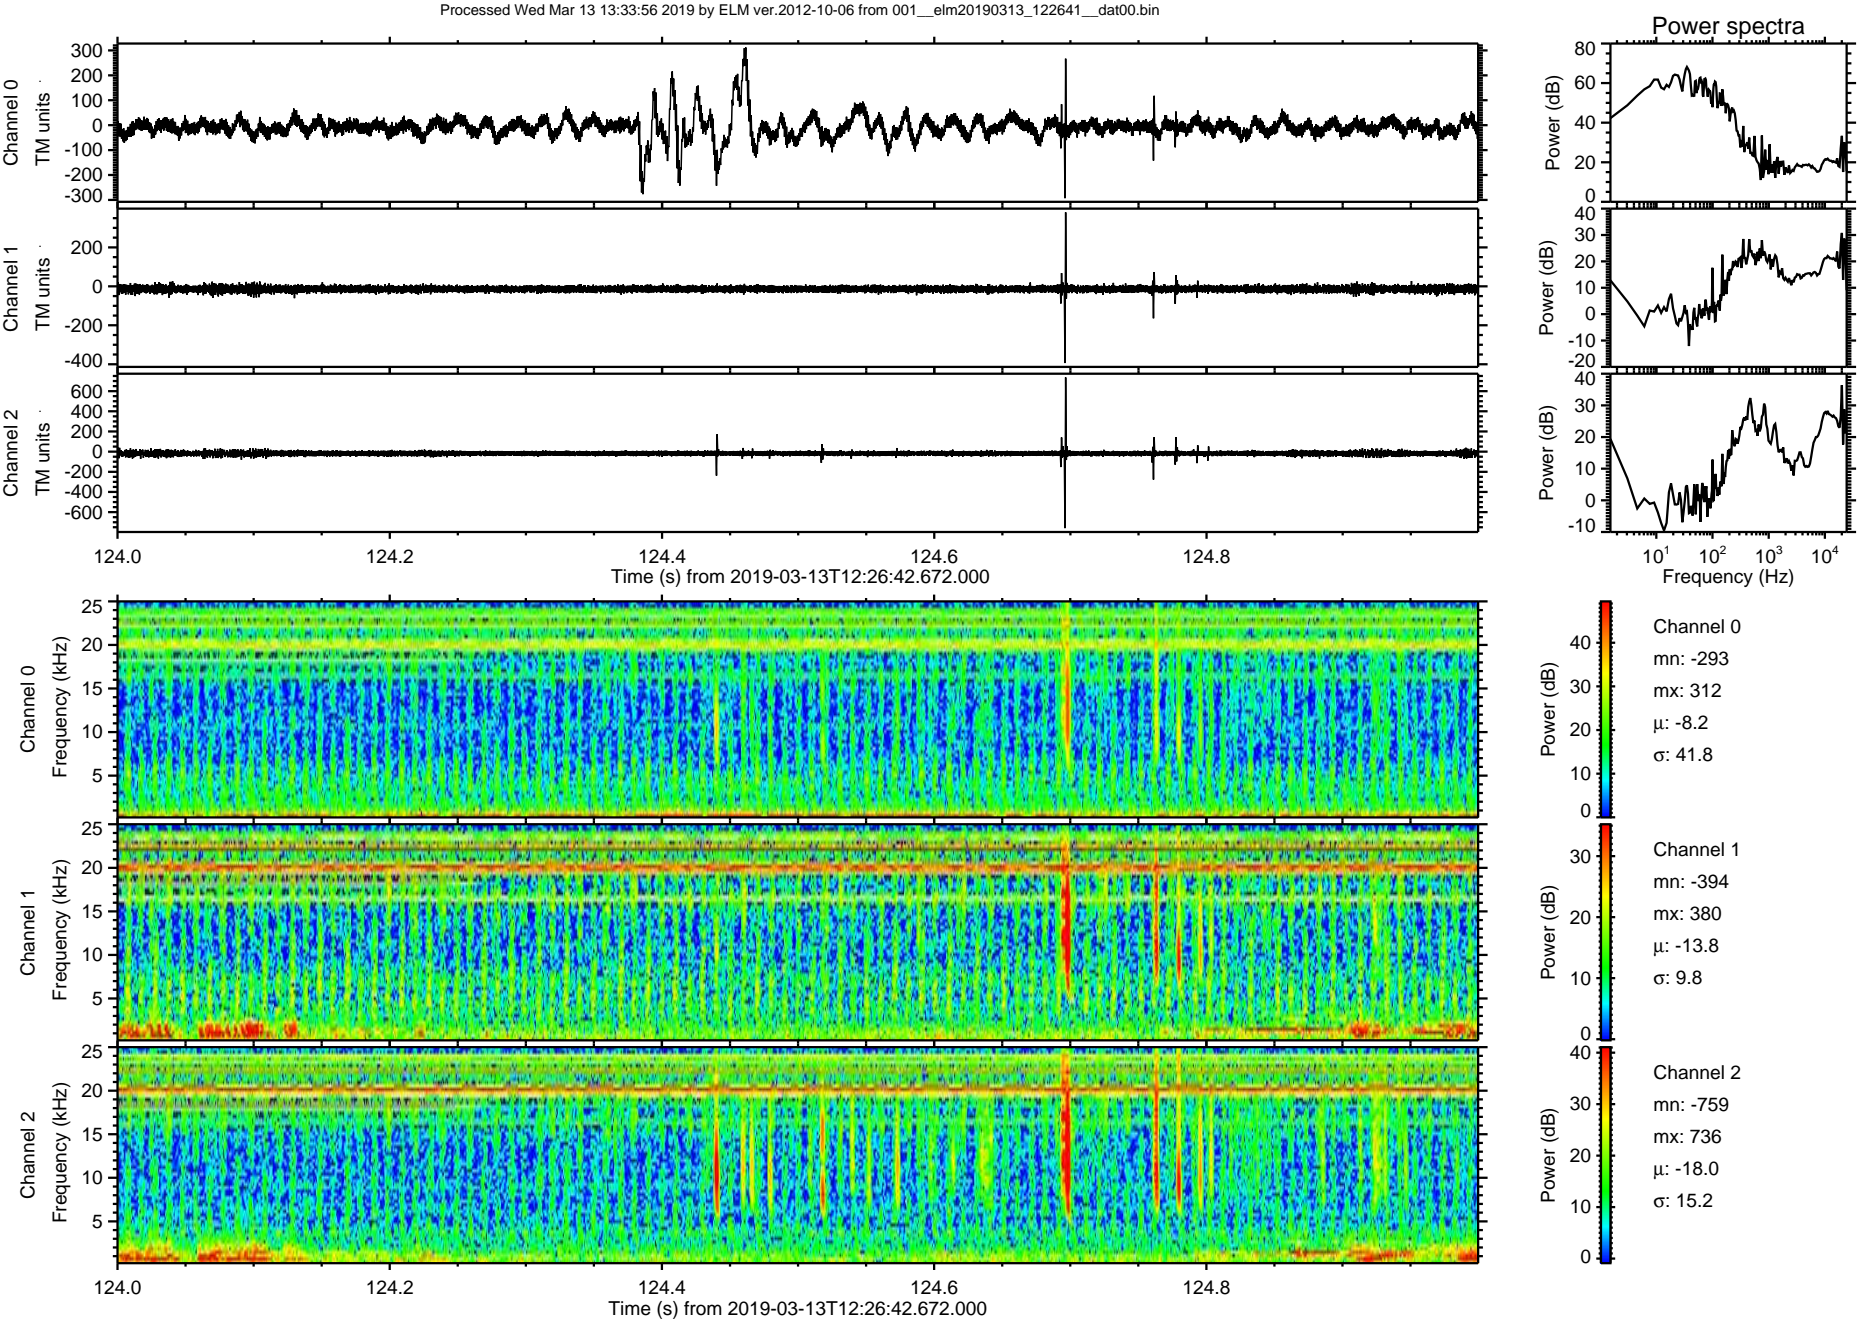 Processed Wed Mar 13 13:33:56 2019 by ELM ver.2012-10-06 from 001__elm20190313_122641__dat00.bin
Power spectra
Channel 0
TM units
300
200
100
0
-100
-200
-300
Power (dB)
80
60
40
20
0
Channel 1
TM units
200
0
-200
-400
Power (dB)
40
30
20
10
0
-10
-20
Channel 2
TM units
600
400
200
0
-200
-400
-600
Power (dB)
40
30
20
10
0
-10
124.0 124.2 124.4 124.6 124.8
Time (s) from 2019-03-13T12:26:42.672.000
10¹ 10² 10³ 10⁴
Frequency (Hz)
Channel 0
Frequency (kHz)
25
20
15
10
5
Power (dB)
40
30
20
10
0
Channel 0
mn: -293
mx: 312
μ: -8.2
σ: 41.8
Channel 1
Frequency (kHz)
25
20
15
10
5
Power (dB)
30
20
10
0
Channel 1
mn: -394
mx: 380
μ: -13.8
σ: 9.8
Channel 2
Frequency (kHz)
25
20
15
10
5
Power (dB)
40
30
20
10
0
Channel 2
mn: -759
mx: 736
μ: -18.0
σ: 15.2
124.0 124.2 124.4 124.6 124.8
Time (s) from 2019-03-13T12:26:42.672.000